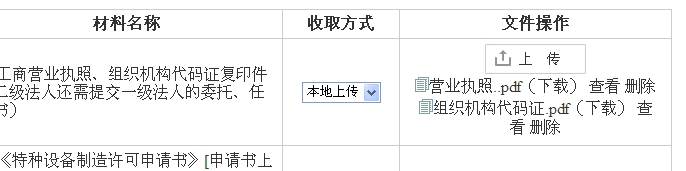 材料名称 收取方式 文件操作
工商营业执照、组织机构代码证复印件
二级法人还需提交一级法人的委托、任
书）
本地上传
上 传
营业执照..pdf（下载） 查看 删除
组织机构代码证.pdf（下载） 查
看 删除
《特种设备制造许可申请书》[申请书上